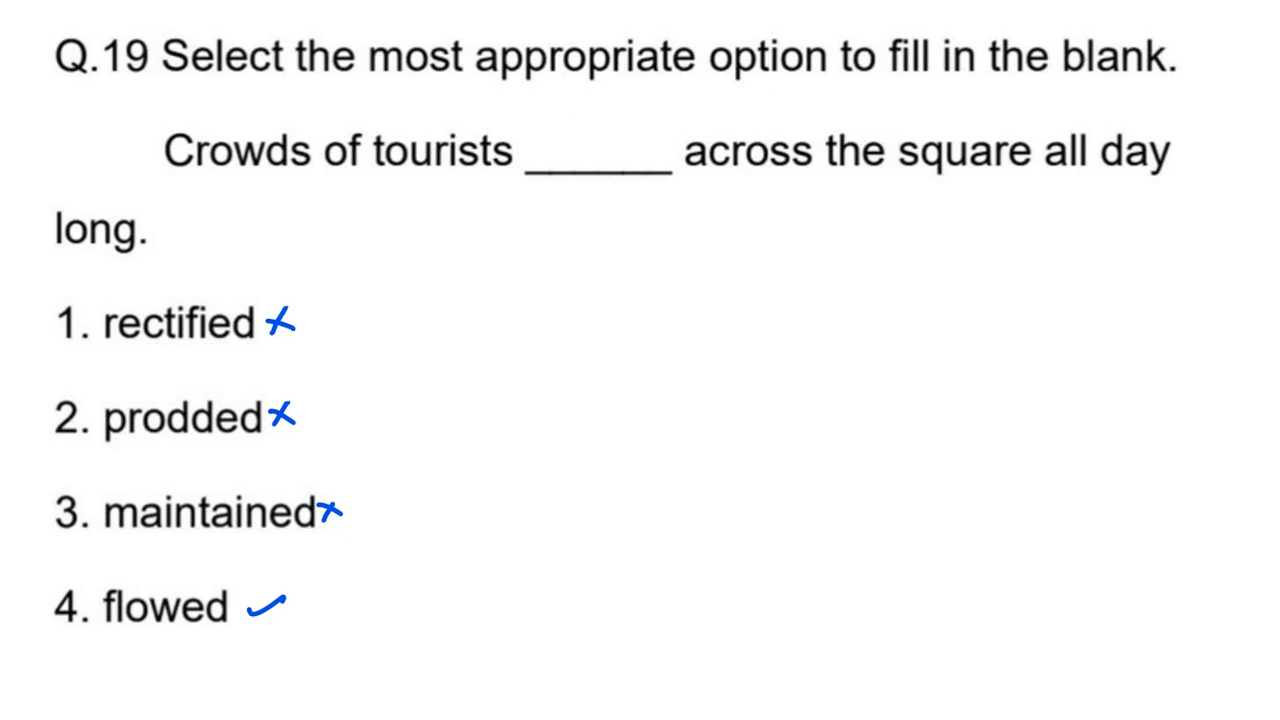 Q.19 Select the most appropriate option to fill in the blank.
Crowds of tourists ______ across the square all day
long.
1. rectified ✗
2. prodded ✗
3. maintained ✗
4. flowed ✓